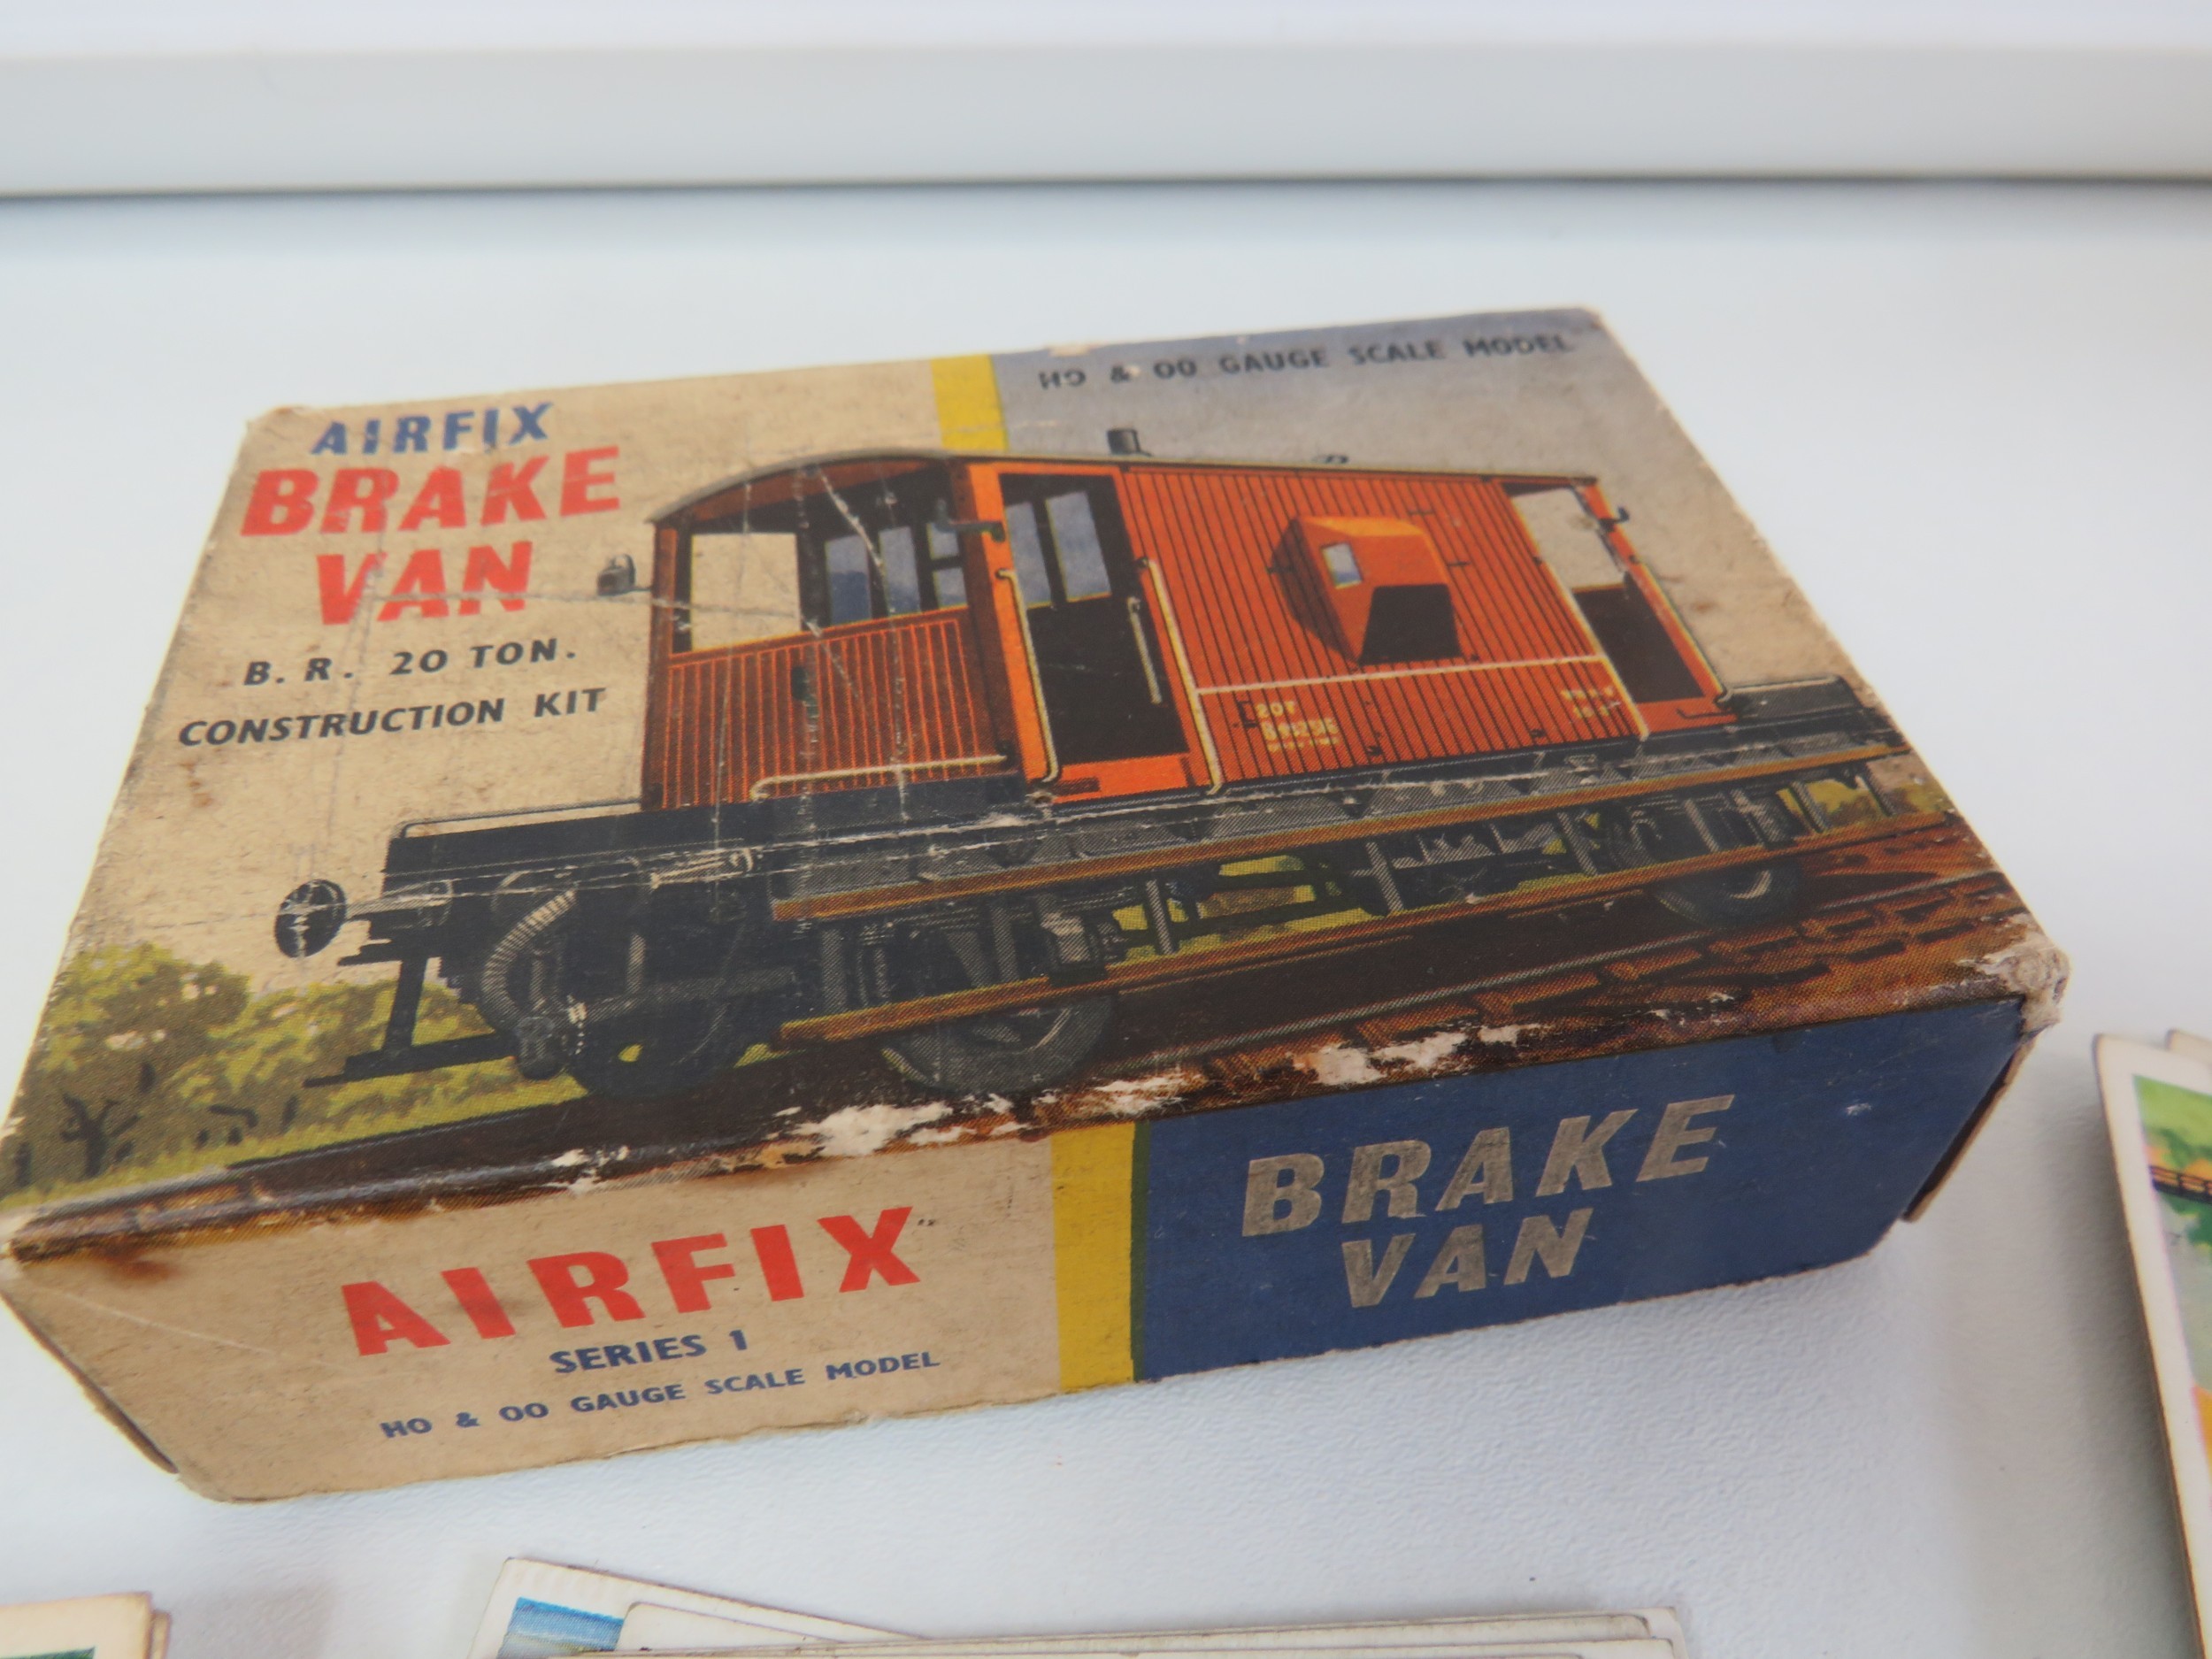 AIRFIX
BRAKE
VAN
B. R. 20 TON.
CONSTRUCTION KIT
HO & OO GAUGE SCALE MODEL
20T
AIRFIX
SERIES 1
HO & OO GAUGE SCALE MODEL
BRAKE
VAN